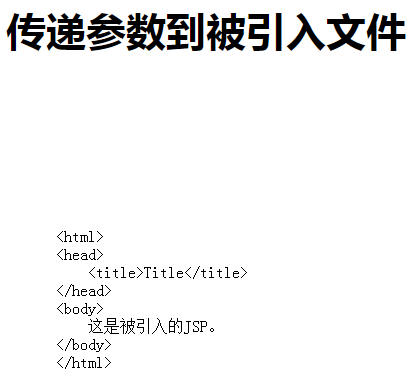 传递参数到被引入文件
<html>
<head>
    <title>Title</title>
</head>
<body>
    这是被引入的JSP。
</body>
</html>